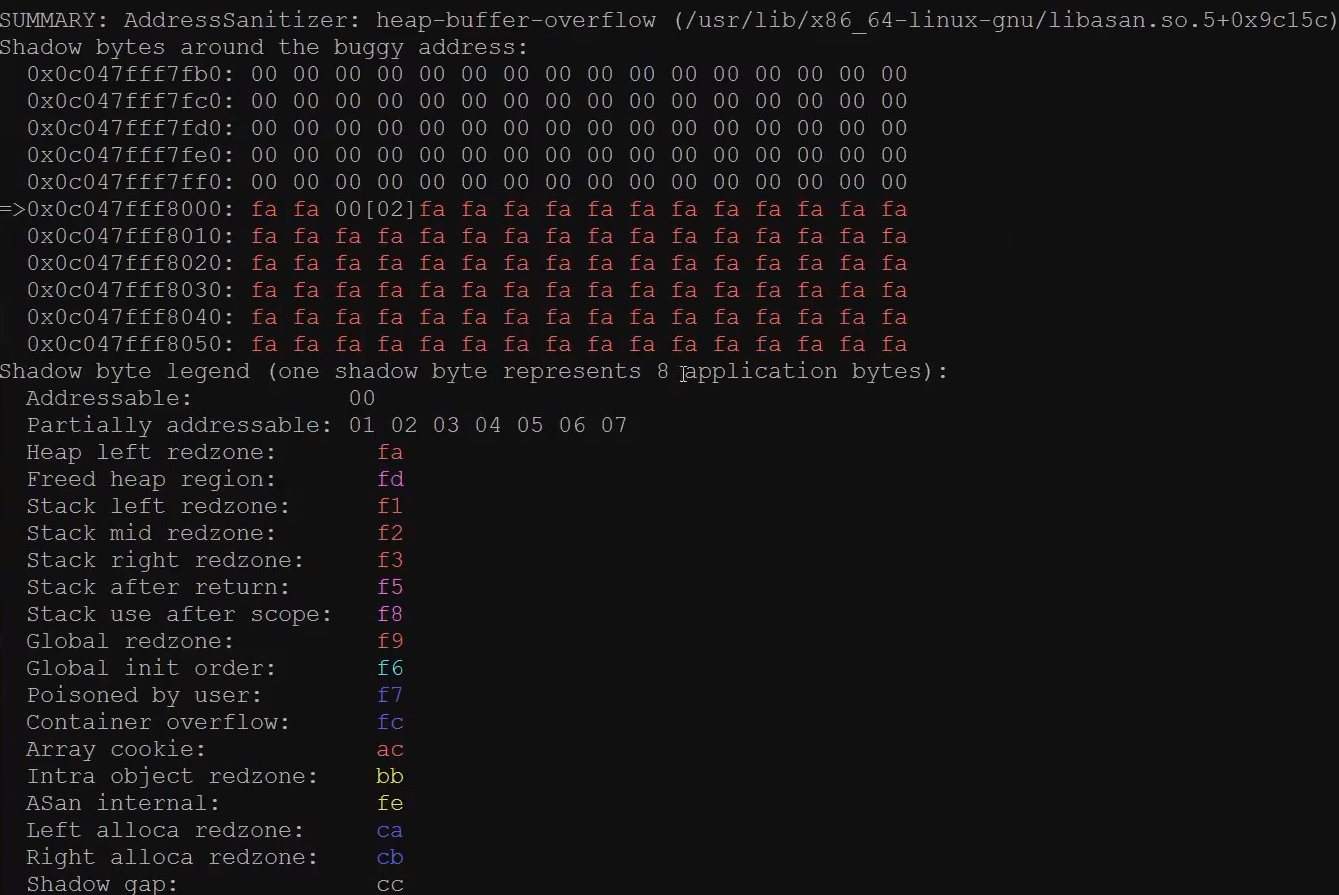 SUMMARY: AddressSanitizer: heap-buffer-overflow (/usr/lib/x86_64-linux-gnu/libasan.so.5+0x9c15c)
Shadow bytes around the buggy address:
  0x0c047fff7fb0: 00 00 00 00 00 00 00 00 00 00 00 00 00 00 00 00
  0x0c047fff7fc0: 00 00 00 00 00 00 00 00 00 00 00 00 00 00 00 00
  0x0c047fff7fd0: 00 00 00 00 00 00 00 00 00 00 00 00 00 00 00 00
  0x0c047fff7fe0: 00 00 00 00 00 00 00 00 00 00 00 00 00 00 00 00
  0x0c047fff7ff0: 00 00 00 00 00 00 00 00 00 00 00 00 00 00 00 00
=>0x0c047fff8000: fa fa 00[02]fa fa fa fa fa fa fa fa fa fa fa fa
  0x0c047fff8010: fa fa fa fa fa fa fa fa fa fa fa fa fa fa fa fa
  0x0c047fff8020: fa fa fa fa fa fa fa fa fa fa fa fa fa fa fa fa
  0x0c047fff8030: fa fa fa fa fa fa fa fa fa fa fa fa fa fa fa fa
  0x0c047fff8040: fa fa fa fa fa fa fa fa fa fa fa fa fa fa fa fa
  0x0c047fff8050: fa fa fa fa fa fa fa fa fa fa fa fa fa fa fa fa
Shadow byte legend (one shadow byte represents 8 application bytes):
  Addressable:           00
  Partially addressable: 01 02 03 04 05 06 07
  Heap left redzone:       fa
  Freed heap region:       fd
  Stack left redzone:      f1
  Stack mid redzone:       f2
  Stack right redzone:     f3
  Stack after return:      f5
  Stack use after scope:   f8
  Global redzone:          f9
  Global init order:       f6
  Poisoned by user:        f7
  Container overflow:      fc
  Array cookie:            ac
  Intra object redzone:    bb
  ASan internal:           fe
  Left alloca redzone:     ca
  Right alloca redzone:    cb
  Shadow gap:              cc